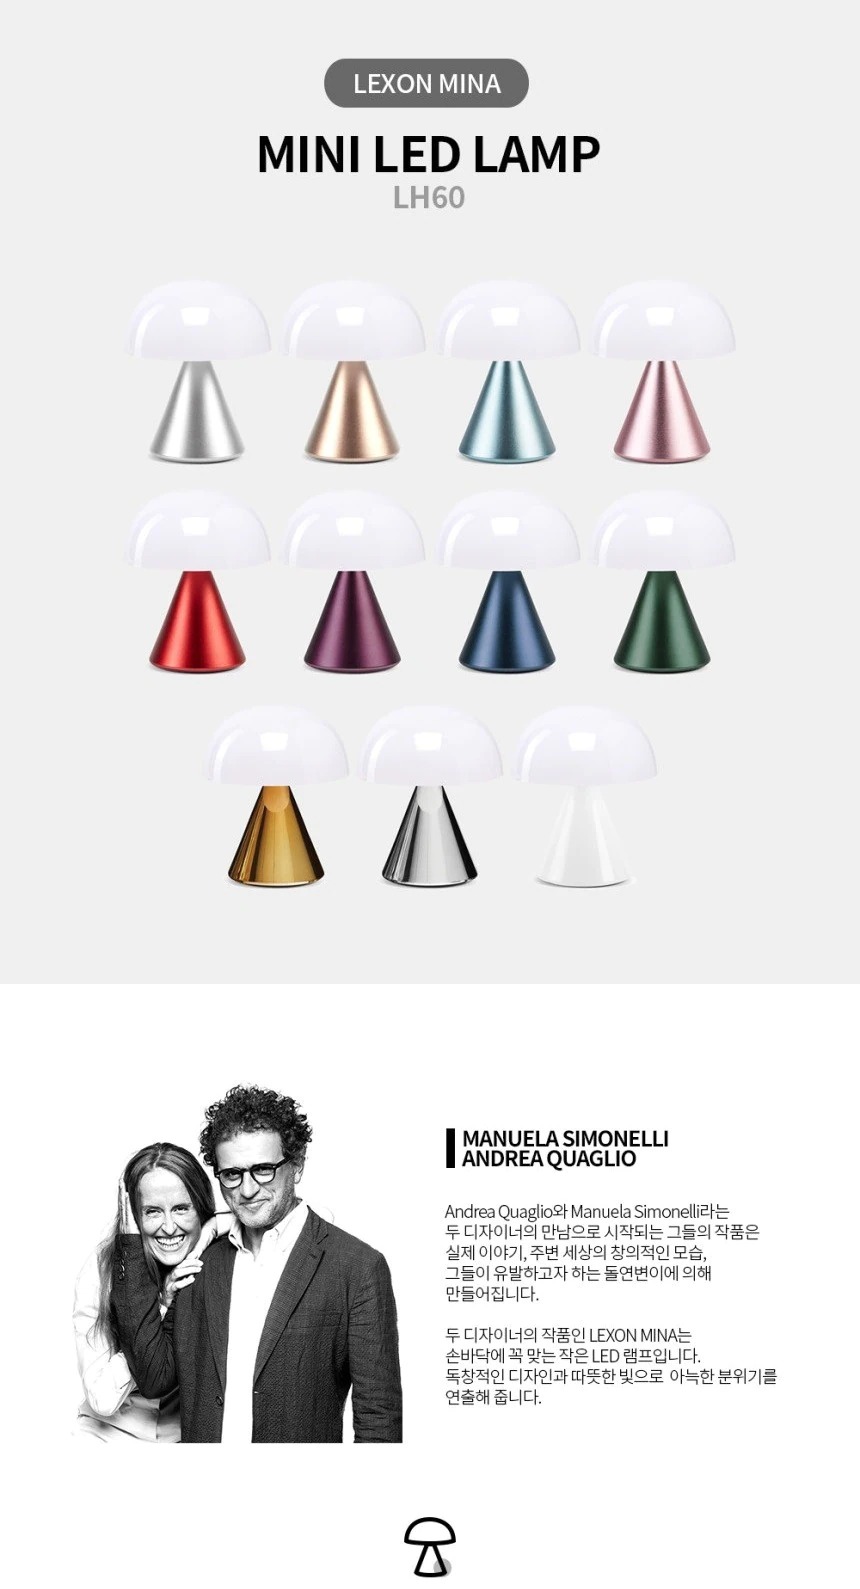 LEXON MINA
MINI LED LAMP
LH60
MANUELA SIMONELLI
ANDREA QUAGLIO
Andrea Quaglio와 Manuela Simonelli라는
두 디자이너의 만남으로 시작되는 그들의 작품은
실제 이야기, 주변 세상의 창의적인 모습,
그들이 유발하고자 하는 돌연변이에 의해
만들어집니다.
두 디자이너의 작품인 LEXON MINA는
손바닥에 꼭 맞는 작은 LED 램프입니다.
독창적인 디자인과 따뜻한 빛으로 아늑한 분위기를
연출해 줍니다.